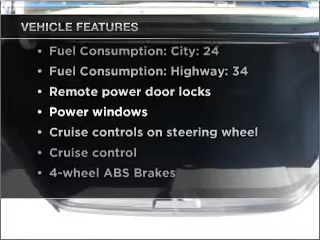 VEHICLE FEATURES
• Fuel Consumption: City: 24
• Fuel Consumption: Highway: 34
• Remote power door locks
• Power windows
• Cruise controls on steering wheel
• Cruise control
• 4-wheel ABS Brakes